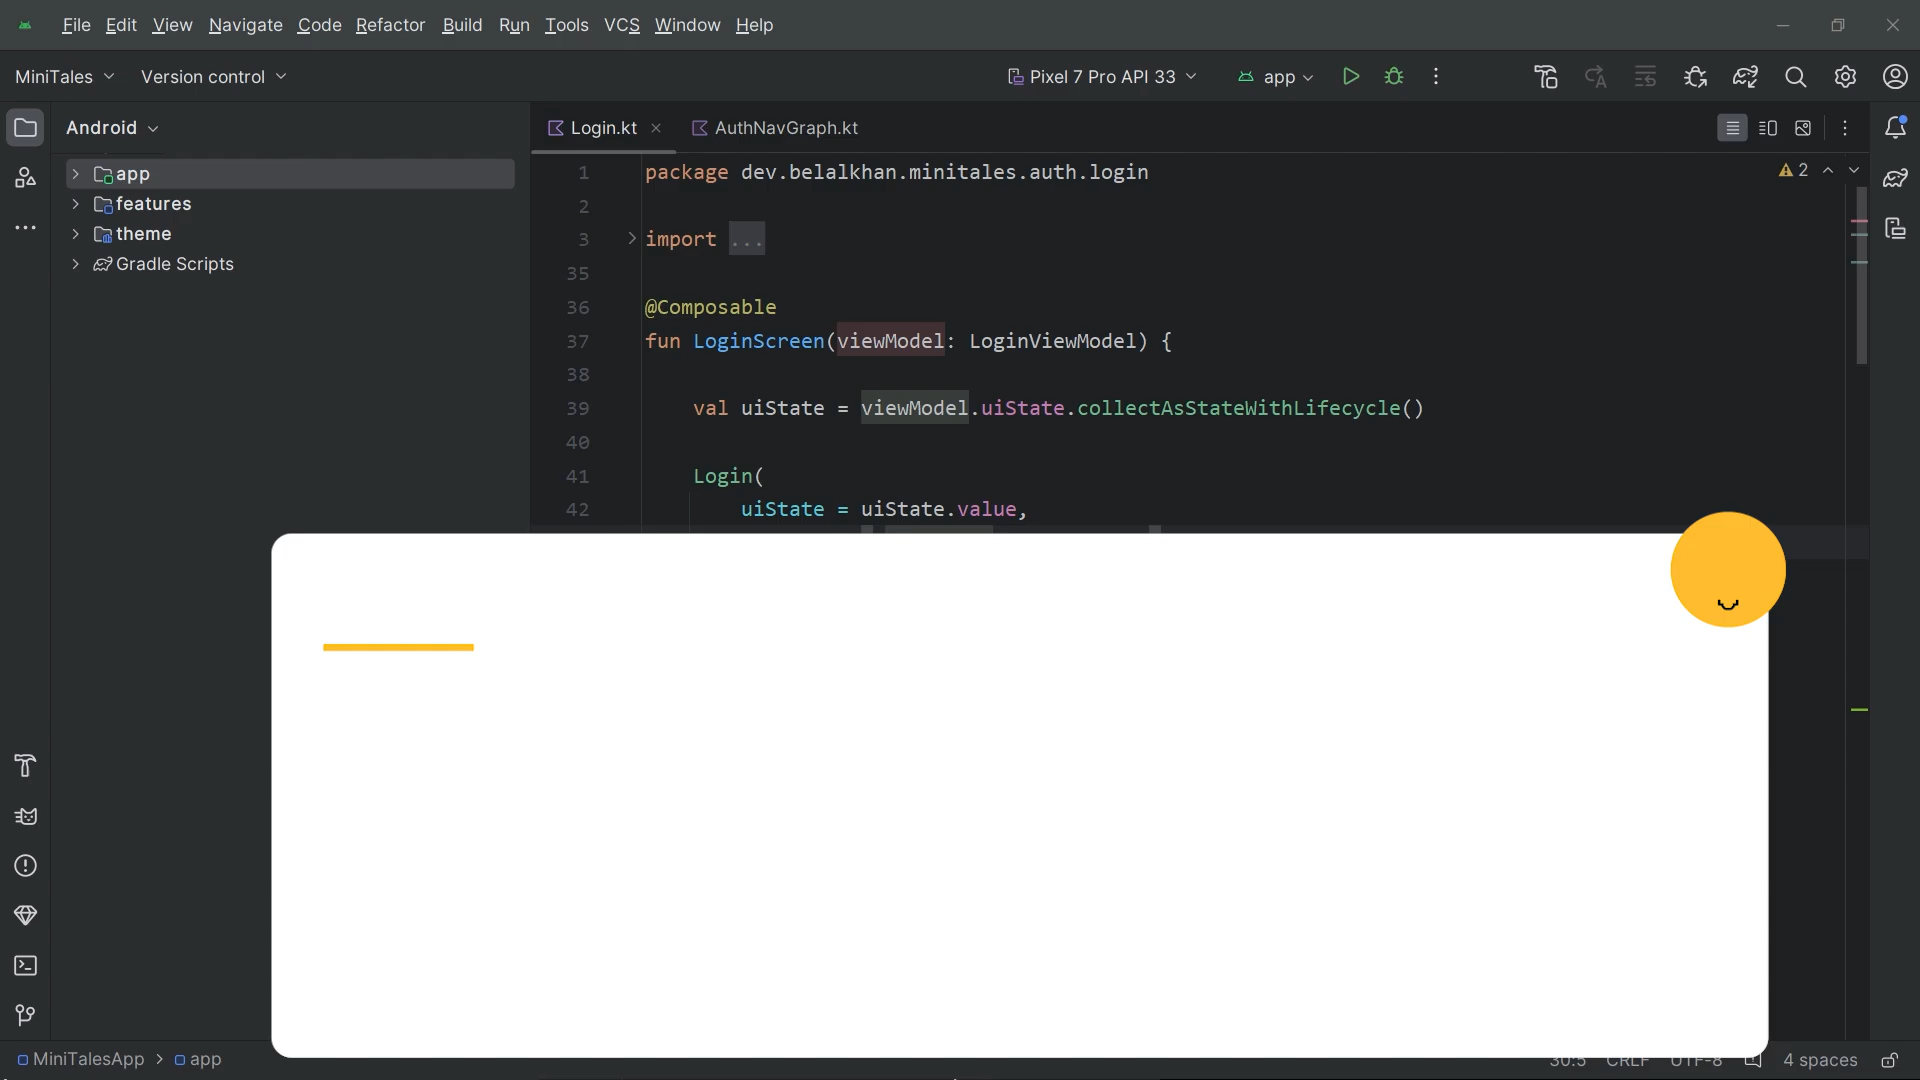 File Edit View Navigate Code Refactor Build Run Tools VCS Window Help
MiniTales Version control Pixel 7 Pro API 33 app
Android
Login.kt AuthNavGraph.kt
app
features
theme
Gradle Scripts
2
1 package dev.belalkhan.minitales.auth.login
2
3 import ...
35
36 @Composable
37 fun LoginScreen(viewModel: LoginViewModel) {
38
39 val uiState = viewModel.uiState.collectAsStateWithLifecycle()
40
41 Login(
42 uiState = uiState.value,
MiniTalesApp > app 30:5 CRLF UTF-8 4 spaces